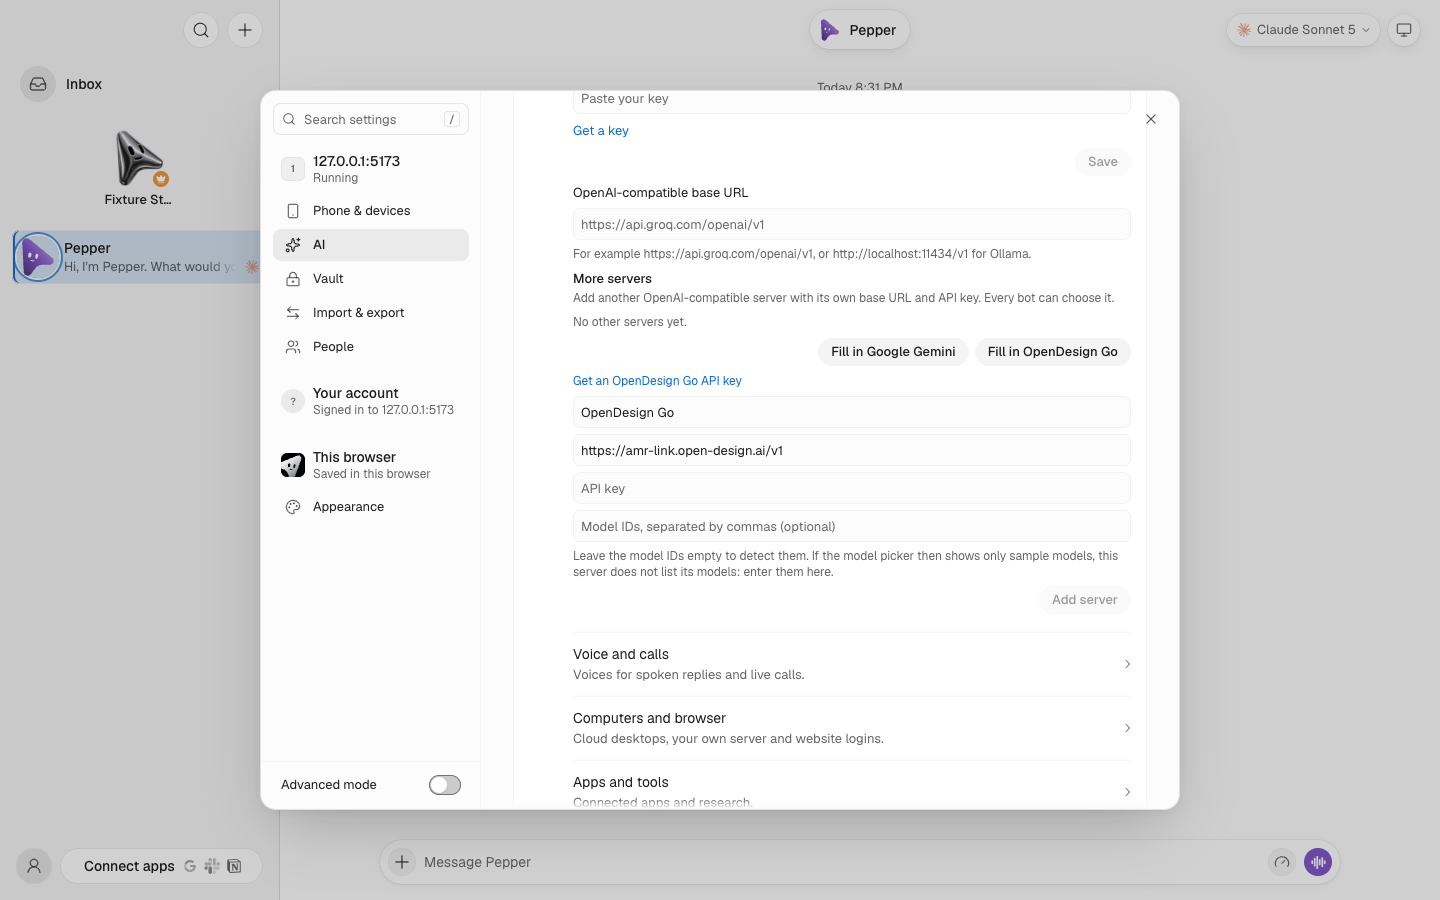 Pepper
Claude Sonnet 5
Inbox
Today 8:31 PM
Fixture St...
Pepper
Hi, I'm Pepper. What would yo
Search settings
/
1
127.0.0.1:5173
Running
Phone & devices
AI
Vault
Import & export
People
?
Your account
Signed in to 127.0.0.1:5173
This browser
Saved in this browser
Appearance
Advanced mode
Paste your key
Get a key
Save
OpenAI-compatible base URL
https://api.groq.com/openai/v1
For example https://api.groq.com/openai/v1, or http://localhost:11434/v1 for Ollama.
More servers
Add another OpenAI-compatible server with its own base URL and API key. Every bot can choose it.
No other servers yet.
Fill in Google Gemini
Fill in OpenDesign Go
Get an OpenDesign Go API key
OpenDesign Go
https://amr-link.open-design.ai/v1
API key
Model IDs, separated by commas (optional)
Leave the model IDs empty to detect them. If the model picker then shows only sample models, this
server does not list its models: enter them here.
Add server
Voice and calls
Voices for spoken replies and live calls.
Computers and browser
Cloud desktops, your own server and website logins.
Apps and tools
Connected apps and research.
Connect apps
Message Pepper